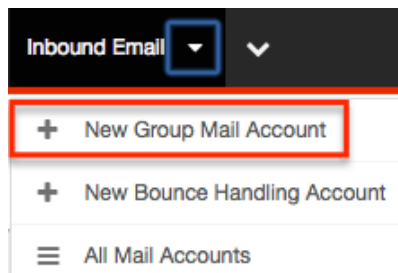 Inbound Email
New Group Mail Account
New Bounce Handling Account
All Mail Accounts